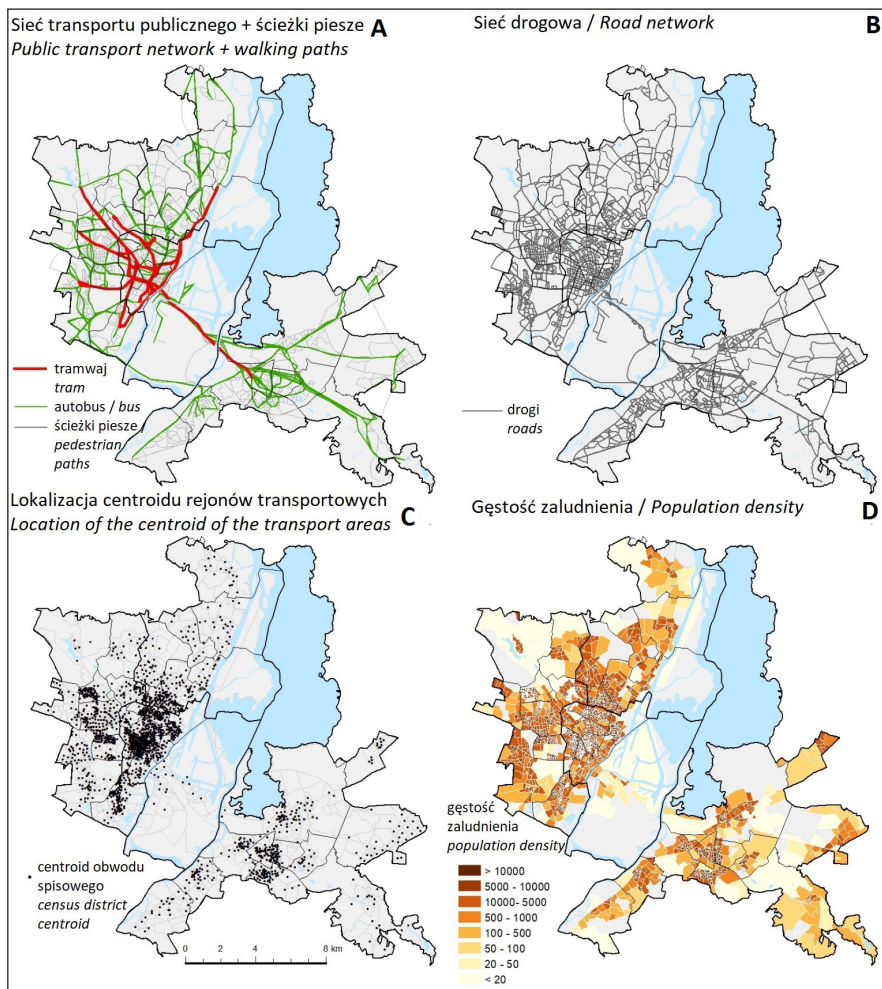 Sieć transportu publicznego + ścieżki piesze A
Public transport network + walking paths
tramwaj
tram
autobus / bus
ścieżki piesze /
pedestrian
paths
Sieć drogowa / Road network B
drogi
roads
Lokalizacja centroidu rejonów transportowych
Location of the centroid of the transport areas C
centroid obwodu
spisowego
census district
centroid
0 2 4 8 km
Gęstość zaludnienia / Population density D
gęstość
zaludnienia
population density
> 10000
5000 - 10000
10000-5000
500 - 1000
100 - 500
50 - 100
20 - 50
< 20